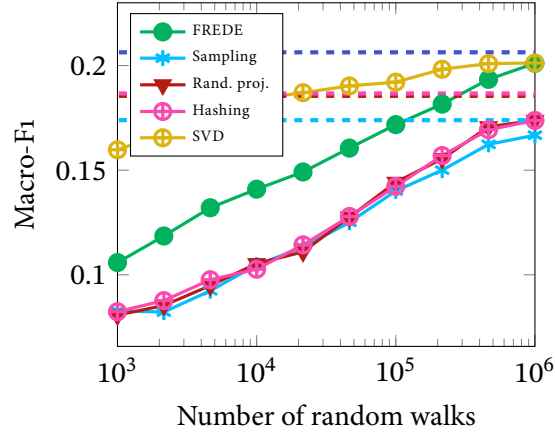 FREDE
Sampling
Rand. proj.
Hashing
SVD
0.2
0.15
0.1
Macro-F1
10^3
10^4
10^5
10^6
Number of random walks